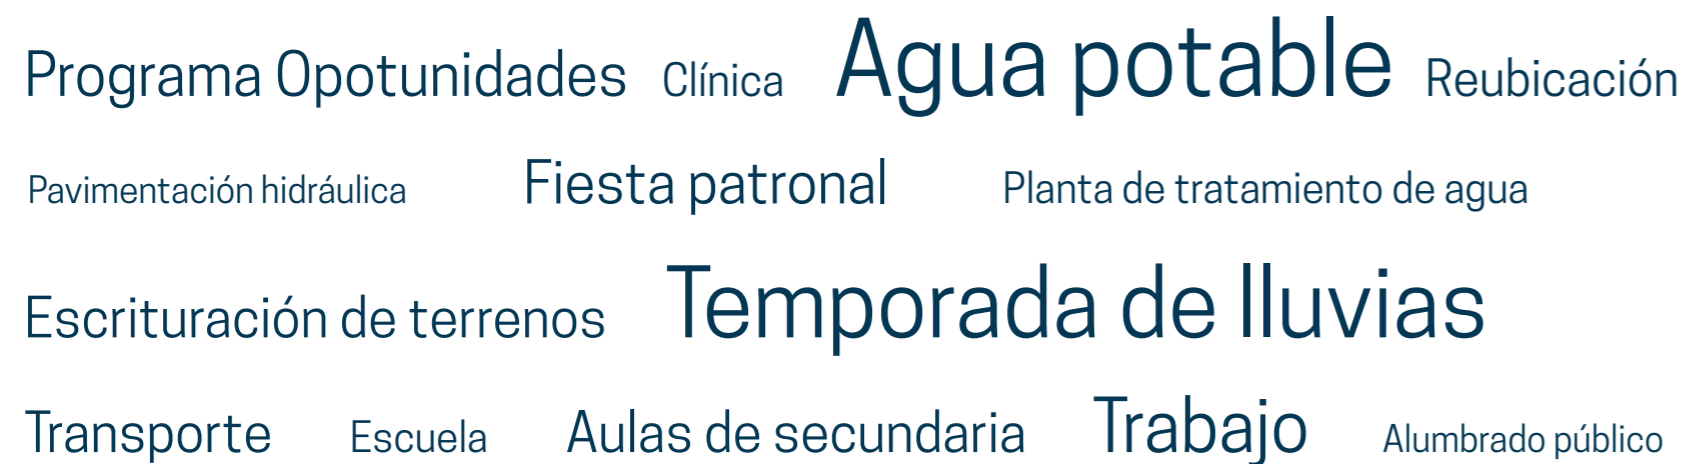 Programa Opotunidades Clínica Agua potable Reubicación
Pavimentación hidráulica Fiesta patronal Planta de tratamiento de agua
Escrituración de terrenos Temporada de lluvias
Transporte Escuela Aulas de secundaria Trabajo Alumbrado público